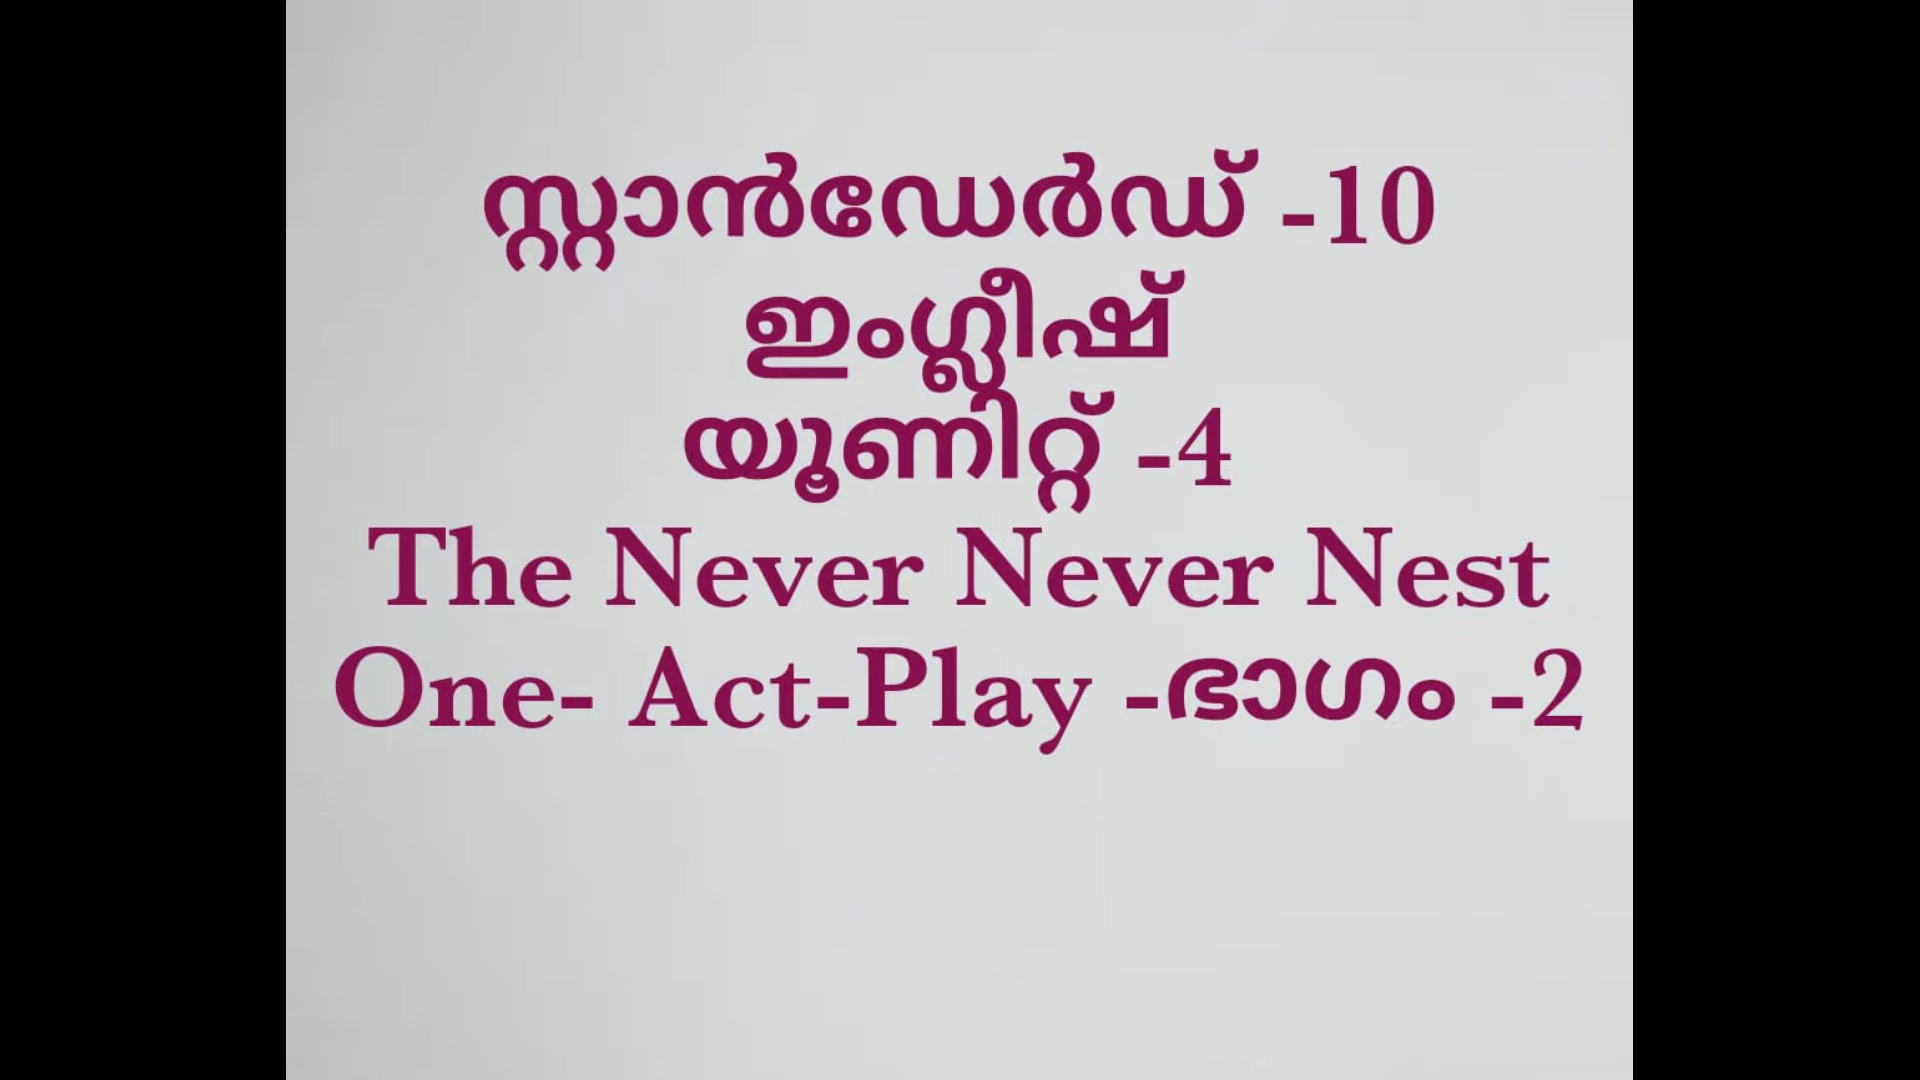 സ്റ്റാൻഡേർഡ് -10
ഇംഗ്ലീഷ്
യൂണിറ്റ് -4
The Never Never Nest
One- Act-Play -ഭാഗം -2